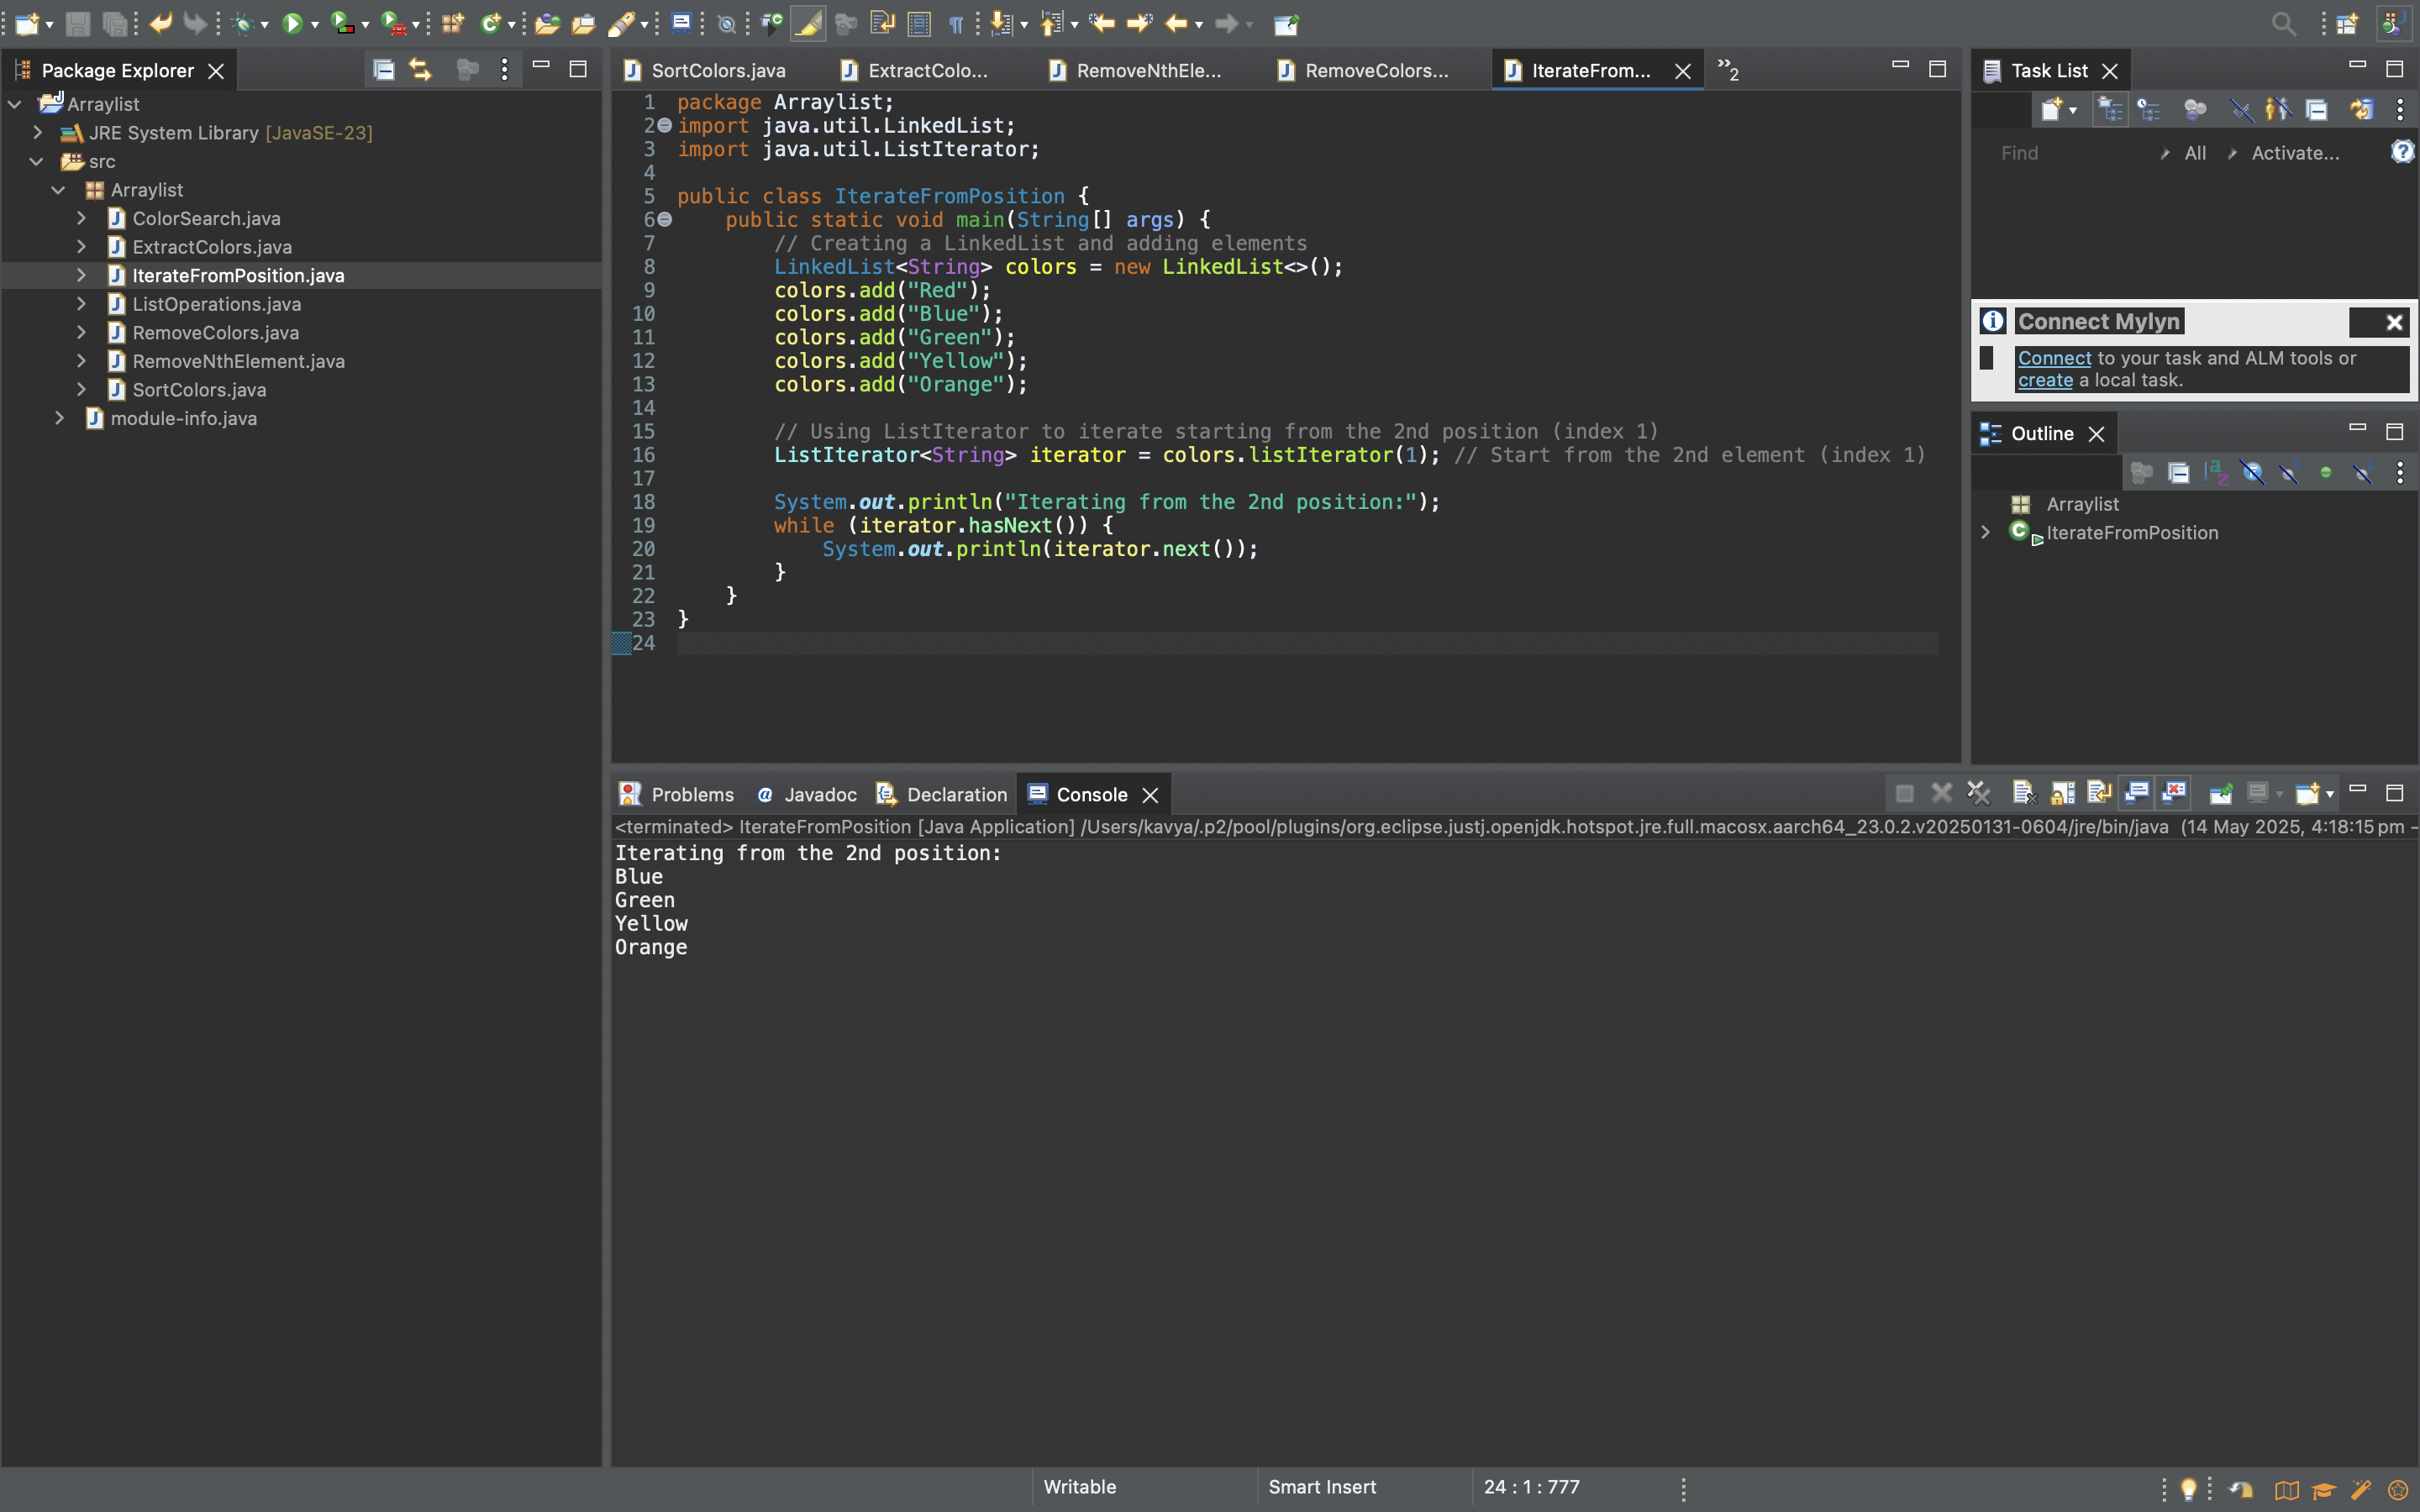 Package Explorer
Arraylist
JRE System Library [JavaSE-23]
src
Arraylist
ColorSearch.java
ExtractColors.java
IterateFromPosition.java
ListOperations.java
RemoveColors.java
RemoveNthElement.java
SortColors.java
module-info.java
SortColors.java ExtractColo... RemoveNthEle... RemoveColors... IterateFrom... »2
1 package Arraylist;
2 import java.util.LinkedList;
3 import java.util.ListIterator;
4
5 public class IterateFromPosition {
6     public static void main(String[] args) {
7         // Creating a LinkedList and adding elements
8         LinkedList<String> colors = new LinkedList<>();
9         colors.add("Red");
10         colors.add("Blue");
11         colors.add("Green");
12         colors.add("Yellow");
13         colors.add("Orange");
14
15         // Using ListIterator to iterate starting from the 2nd position (index 1)
16         ListIterator<String> iterator = colors.listIterator(1); // Start from the 2nd element (index 1)
17
18         System.out.println("Iterating from the 2nd position:");
19         while (iterator.hasNext()) {
20             System.out.println(iterator.next());
21         }
22     }
23 }
24
Task List
Find All Activate...
Connect Mylyn
Connect to your task and ALM tools or
create a local task.
Outline
Arraylist
IterateFromPosition
Problems Javadoc Declaration Console
<terminated> IterateFromPosition [Java Application] /Users/kavya/.p2/pool/plugins/org.eclipse.justj.openjdk.hotspot.jre.full.macosx.aarch64_23.0.2.v20250131-0604/jre/bin/java (14 May 2025, 4:18:15 pm –
Iterating from the 2nd position:
Blue
Green
Yellow
Orange
Writable Smart Insert 24 : 1 : 777